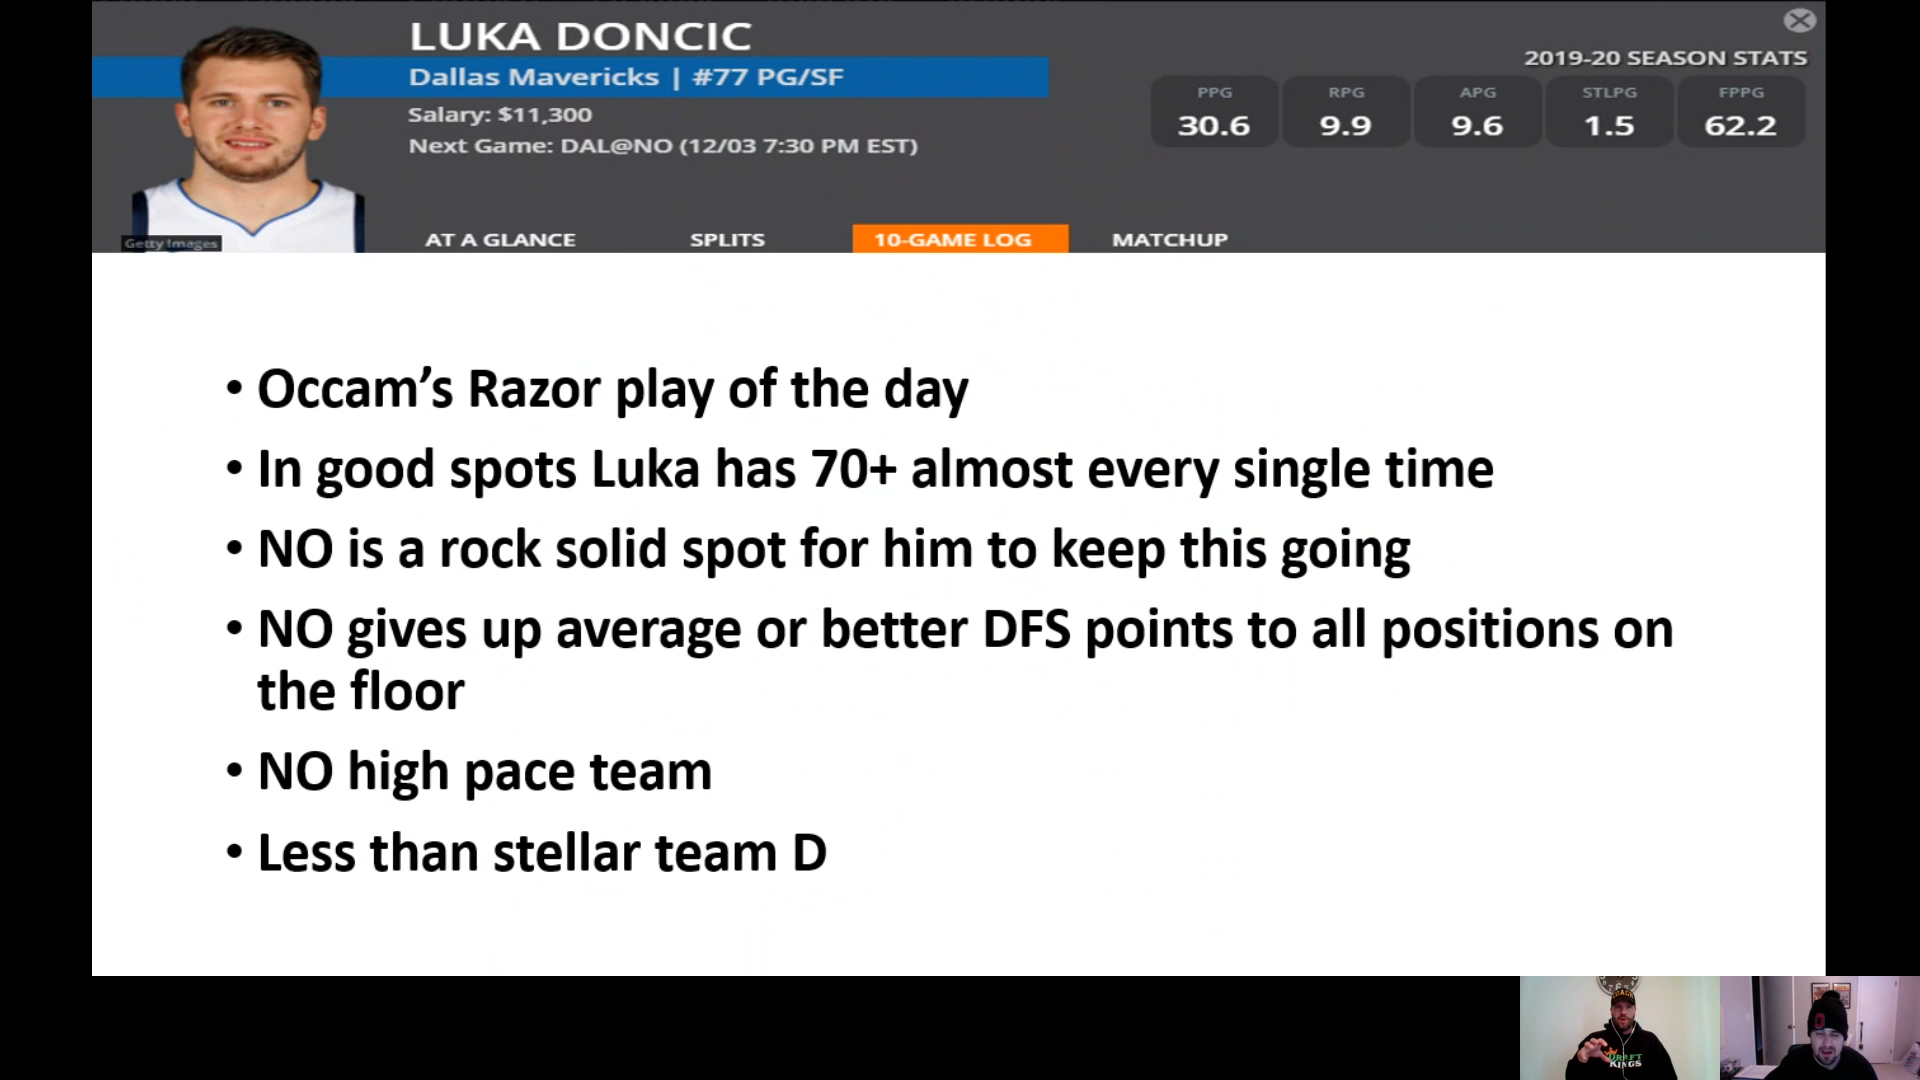 LUKA DONCIC
Dallas Mavericks | #77 PG/SF
Salary: $11,300
Next Game: DAL@NO (12/03 7:30 PM EST)
2019-20 SEASON STATS
PPG RPG APG STLPG FPPG
30.6 9.9 9.6 1.5 62.2
Getty Images
AT A GLANCE SPLITS 10-GAME LOG MATCHUP
• Occam's Razor play of the day
• In good spots Luka has 70+ almost every single time
• NO is a rock solid spot for him to keep this going
• NO gives up average or better DFS points to all positions on
the floor
• NO high pace team
• Less than stellar team D
DRAFT
KINGS